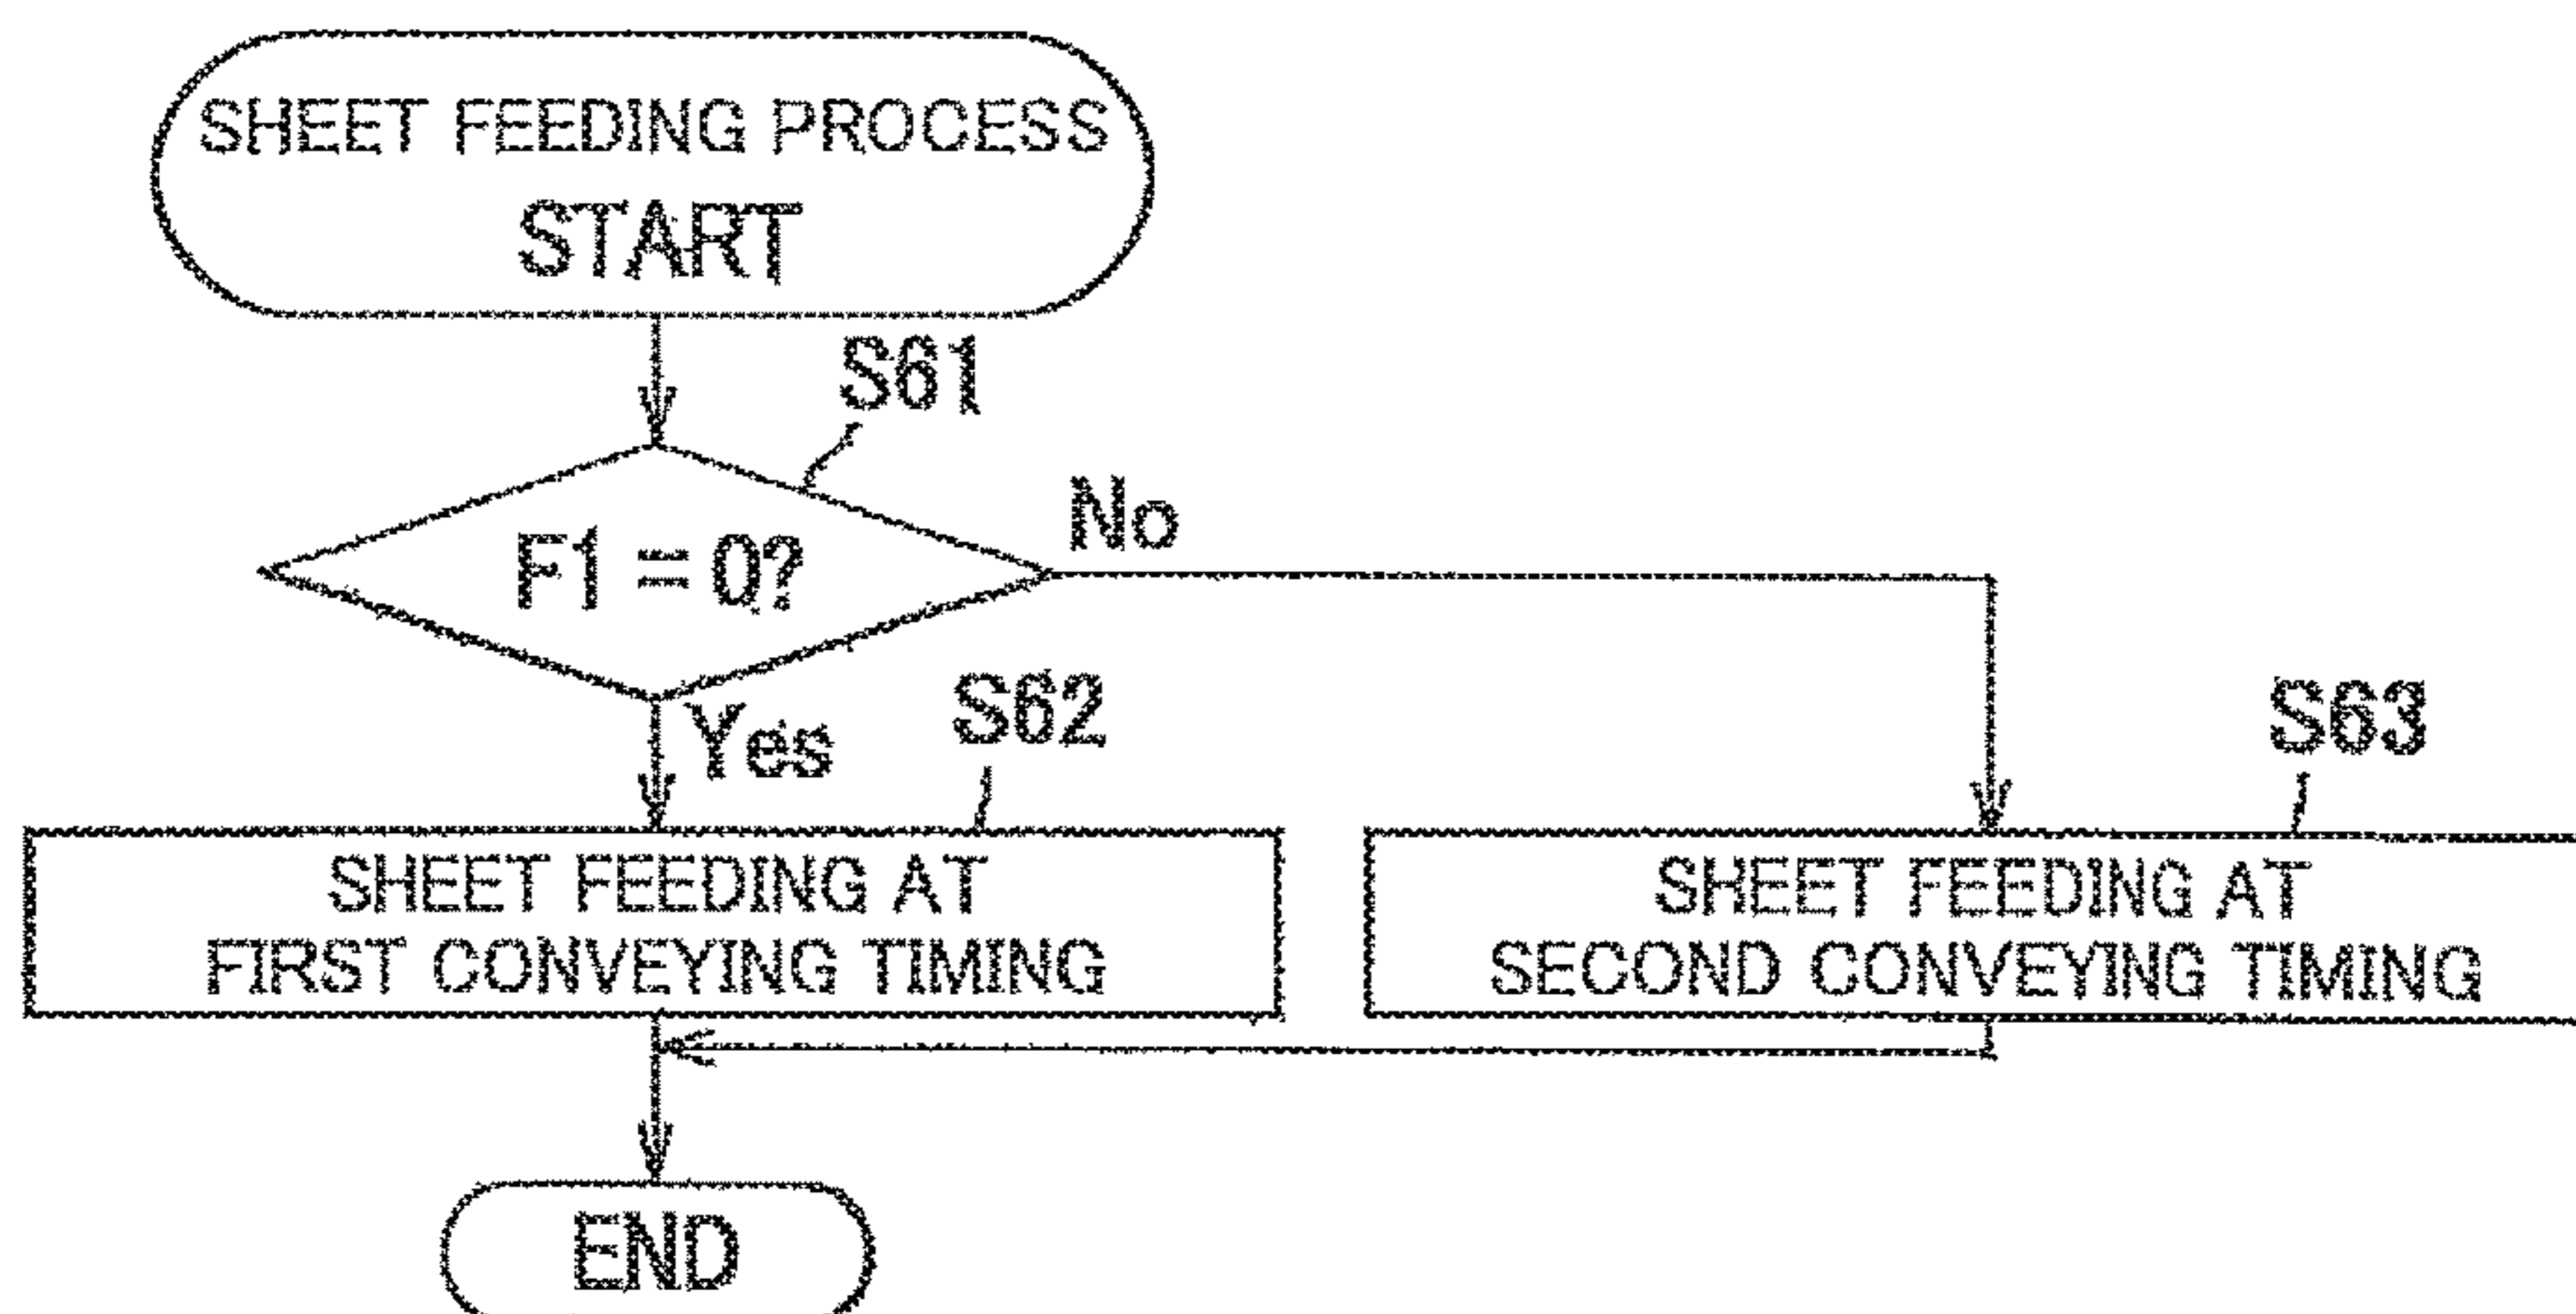 SHEET FEEDING PROCESS
START
S61
F1 = 0?
No
Yes
S62
S63
SHEET FEEDING AT
FIRST CONVEYING TIMING
SHEET FEEDING AT
SECOND CONVEYING TIMING
END